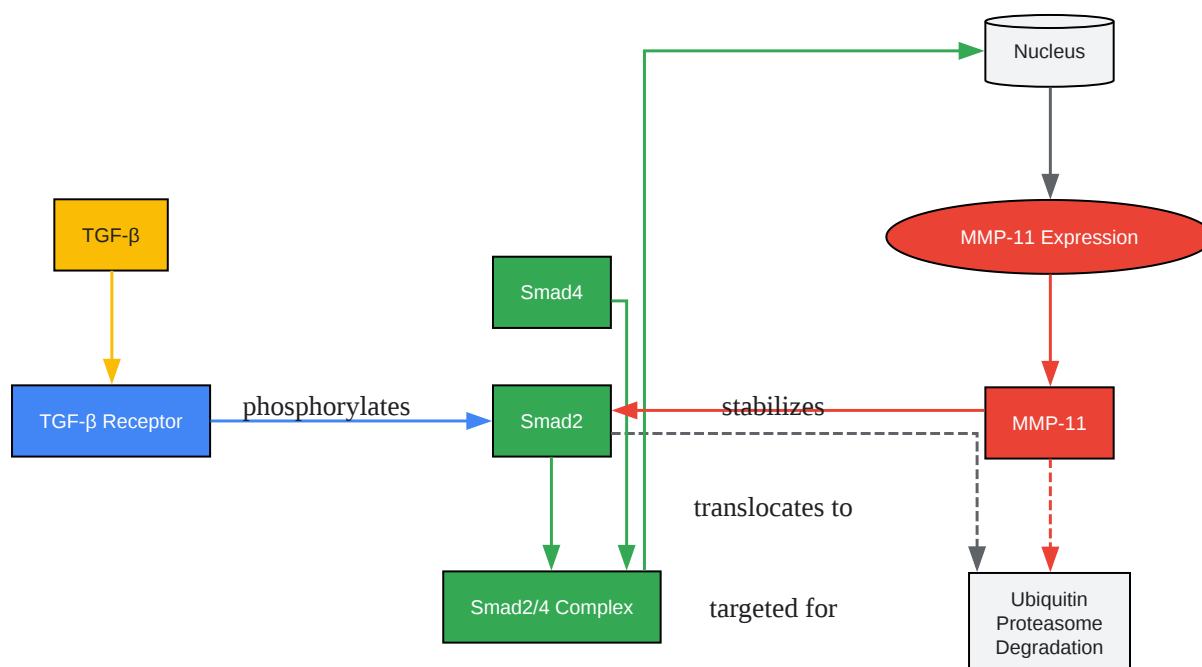 Nucleus
TGF-β
MMP-11 Expression
Smad4
TGF-β Receptor
phosphorylates
Smad2
stabilizes
MMP-11
translocates to
Smad2/4 Complex
targeted for
Ubiquitin
Proteasome
Degradation